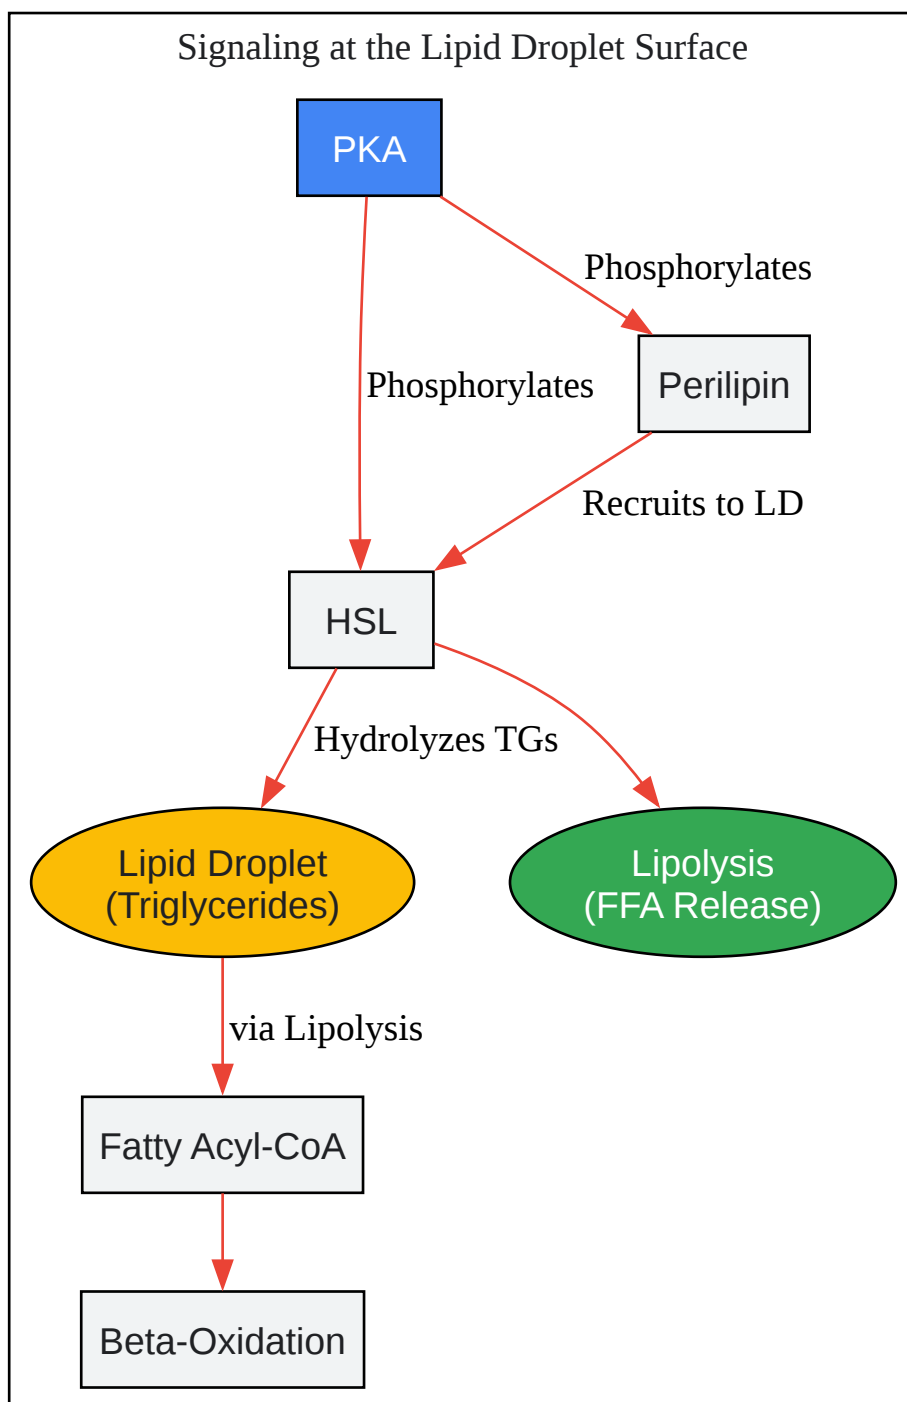 Signaling at the Lipid Droplet Surface
PKA
Phosphorylates
Phosphorylates
Perilipin
Recruits to LD
HSL
Hydrolyzes TGs
Lipid Droplet
(Triglycerides)
Lipolysis
(FFA Release)
via Lipolysis
Fatty Acyl-CoA
Beta-Oxidation